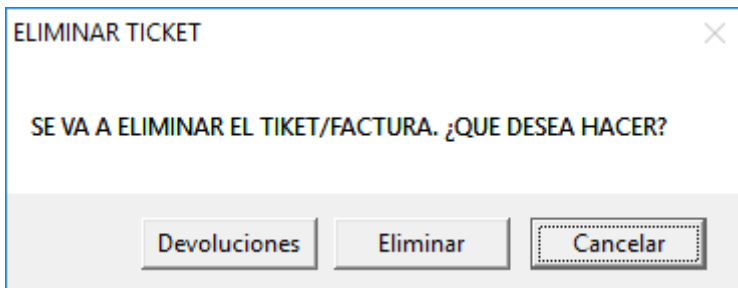 ELIMINAR TICKET
SE VA A ELIMINAR EL TIKET/FACTURA. ¿QUE DESEA HACER?
Devoluciones Eliminar Cancelar